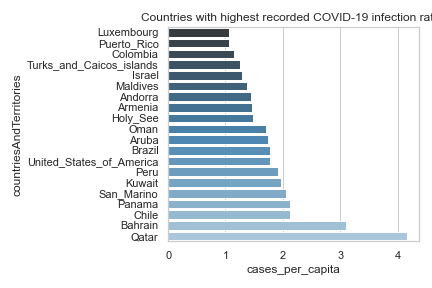 Countries with highest recorded COVID-19 infection rat
Luxembourg
Puerto_Rico
Colombia
Turks_and_Caicos_islands
Israel
Maldives
Andorra
Armenia
Holy_See
Oman
Aruba
Brazil
United_States_of_America
Peru
Kuwait
San_Marino
Panama
Chile
Bahrain
Qatar
countriesAndTerritories
0 1 2 3 4
cases_per_capita